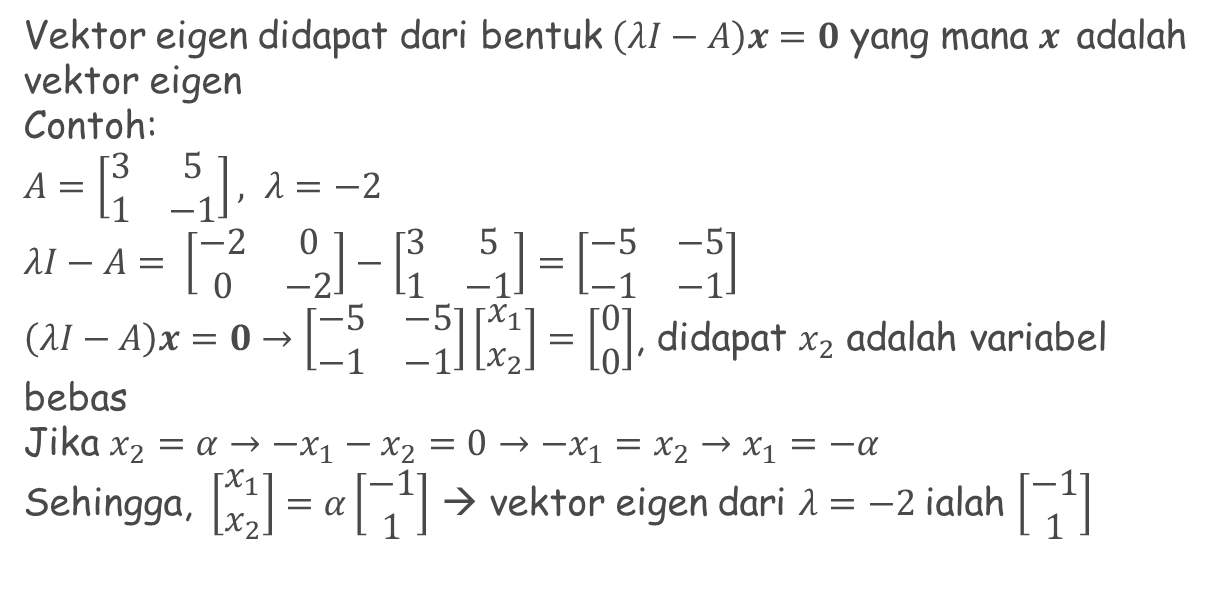 Vektor eigen didapat dari bentuk (𝜆𝐼 − 𝐴)𝒙 = 𝟎 yang mana 𝒙 adalah
vektor eigen
Contoh:
𝐴 = [3 5; 1 −1], 𝜆 = −2
𝜆𝐼 − 𝐴 = [−2 0; 0 −2] − [3 5; 1 −1] = [−5 −5; −1 −1]
(𝜆𝐼 − 𝐴)𝒙 = 𝟎 → [−5 −5; −1 −1] [𝑥₁; 𝑥₂] = [0; 0], didapat 𝑥₂ adalah variabel
bebas
Jika 𝑥₂ = 𝛼 → −𝑥₁ − 𝑥₂ = 0 → −𝑥₁ = 𝑥₂ → 𝑥₁ = −𝛼
Sehingga, [𝑥₁; 𝑥₂] = 𝛼 [−1; 1] → vektor eigen dari 𝜆 = −2 ialah [−1; 1]